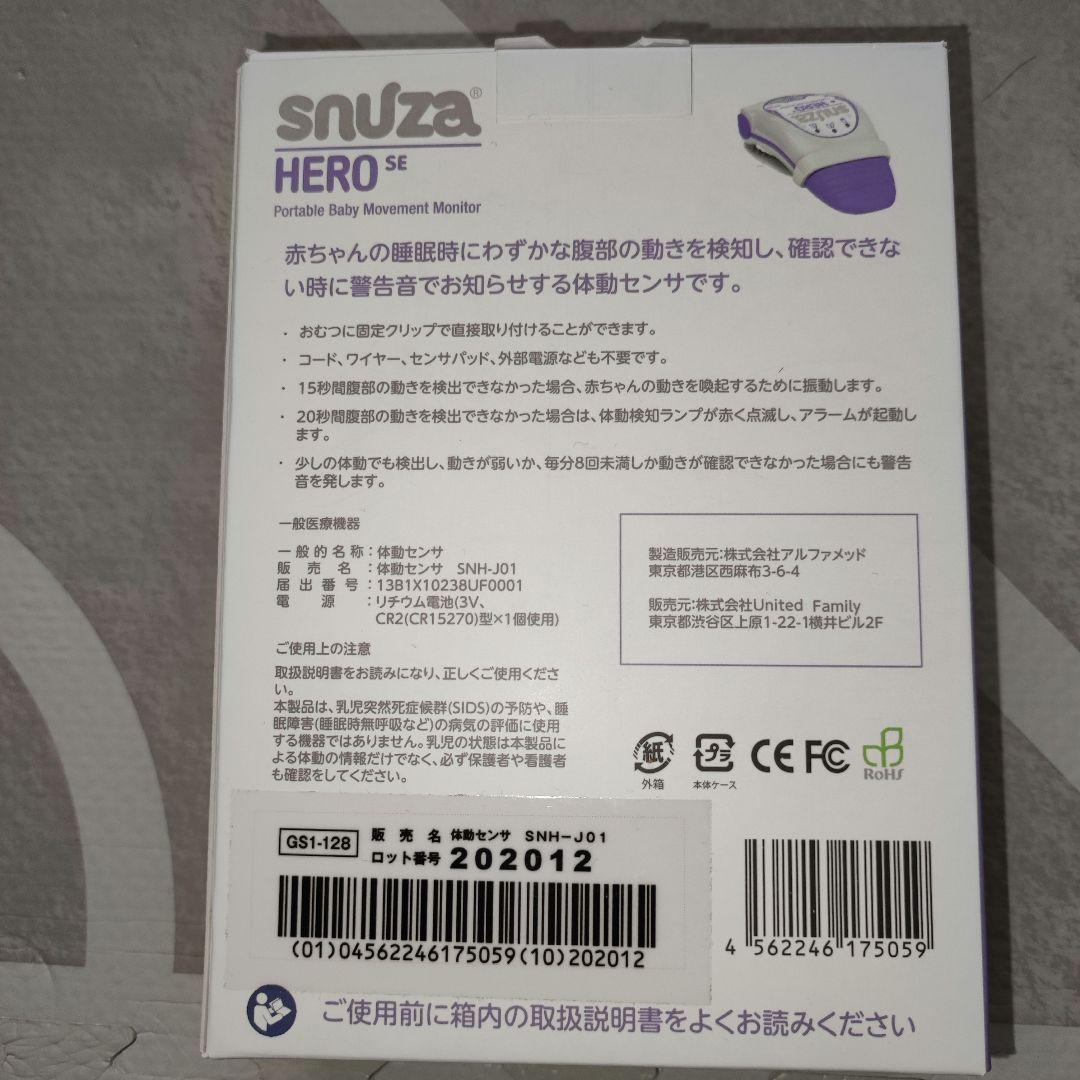 snuza®
HERO SE
Portable Baby Movement Monitor
snuza
HERO
赤ちゃんの睡眠時にわずかな腹部の動きを検知し、確認できな
い時に警告音でお知らせする体動センサです。
・ おむつに固定クリップで直接取り付けることができます。
・ コード、ワイヤー、センサパッド、外部電源なども不要です。
・ 15秒間腹部の動きを検出できなかった場合、赤ちゃんの動きを喚起するために振動します。
・ 20秒間腹部の動きを検出できなかった場合は、体動検知ランプが赤く点滅し、アラームが起動し
ます。
・ 少しの体動でも検出し、動きが弱いか、毎分8回未満しか動きが確認できなかった場合にも警告
音を発します。
一般医療機器
一般的名称：体動センサ
販売名：体動センサ SNH-J01
届出番号：13B1X10238UF0001
電源：リチウム電池(3V、
CR2(CR15270)型×1個使用)
製造販売元：株式会社アルファメッド
東京都港区西麻布3-6-4
販売元：株式会社United Family
東京都渋谷区上原1-22-1横井ビル2F
ご使用上の注意
取扱説明書をお読みになり、正しくご使用くださ
い。
本製品は、乳児突然死症候群(SIDS)の予防や、睡
眠障害(睡眠時無呼吸など)の病気の評価に使用
する機器ではありません。乳児の状態は本製品に
よる体動の情報だけでなく、必ず保護者や看護者
も確認をしてください。
紙
外箱
プラ
本体ケース
CE FC
RoHS
GS1-128
販売名 体動センサ SNH-J01
ロット番号 202012
(01)04562246175059(10)202012
4 562246 175059
ご使用前に箱内の取扱説明書をよくお読みください